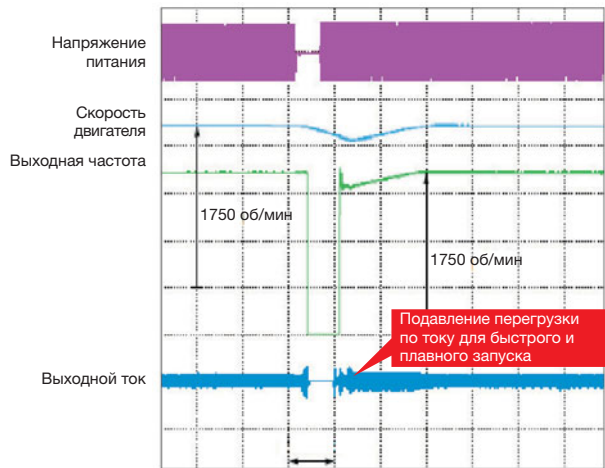 Напряжение
питания
Скорость
двигателя
Выходная частота
1750 об/мин
1750 об/мин
Подавление перегрузки
по току для быстрого и
плавного запуска
Выходной ток